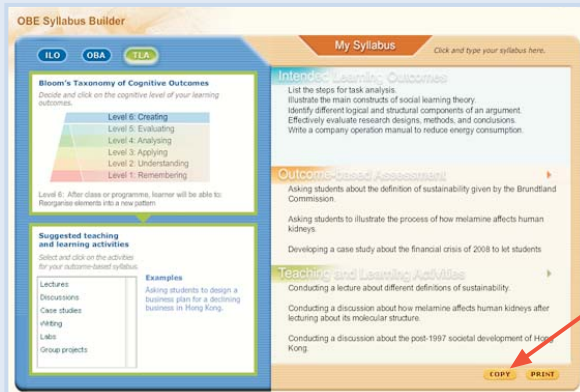 OBE Syllabus Builder
ILO
OBA
TLA
Bloom's Taxonomy of Cognitive Outcomes
Decide and click on the cognitive level of your learning
outcomes.
Level 6: Creating
Level 5: Evaluating
Level 4: Analysing
Level 3: Applying
Level 2: Understanding
Level 1: Remembering
Level 6: After class or programme, learner will be able to:
Reorganise elements into a new pattern
Suggested teaching
and learning activities
Select and click on the activities
for your outcome-based syllabus.
Lectures
Discussions
Case studies
Writing
Labs
Group projects
Examples
Asking students to design a
business plan for a declining
business in Hong Kong.
My Syllabus
Click and type your syllabus here.
Intended Learning Outcomes
List the steps for task analysis.
Illustrate the main constructs of social learning theory.
Identify different logical and structural components of an argument.
Effectively evaluate research designs, methods, and conclusions.
Write a company operation manual to reduce energy consumption.
Outcome-based Assessment
Asking students about the definition of sustainability given by the Brundtland
Commission.
Asking students to illustrate the process of how melamine affects human
kidneys.
Developing a case study about the financial crisis of 2008 to let students
Teaching and Learning Activities
Conducting a lecture about different definitions of sustainability.
Conducting a discussion about how melamine affects human kidneys after
lecturing about its molecular structure.
Conducting a discussion about the post-1997 societal development of Hong
Kong.
COPY
PRINT